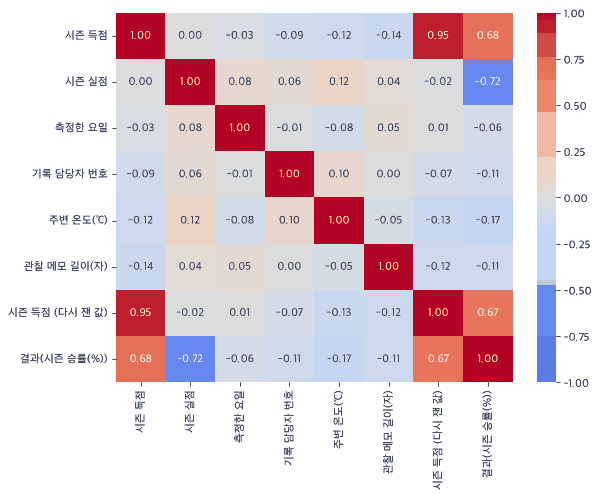 시즌 득점 1.00 0.00 −0.03 −0.09 −0.12 −0.14 0.95 0.68
시즌 실점 0.00 1.00 0.08 0.06 0.12 0.04 −0.02 −0.72
측정한 요일 −0.03 0.08 1.00 −0.01 −0.08 0.05 0.01 −0.06
기록 담당자 번호 −0.09 0.06 −0.01 1.00 0.10 0.00 −0.07 −0.11
주변 온도(℃) −0.12 0.12 −0.08 0.10 1.00 −0.05 −0.13 −0.17
관찰 메모 길이(자) −0.14 0.04 0.05 0.00 −0.05 1.00 −0.12 −0.11
시즌 득점 (다시 잰 값) 0.95 −0.02 0.01 −0.07 −0.13 −0.12 1.00 0.67
결과(시즌 승률(%)) 0.68 −0.72 −0.06 −0.11 −0.17 −0.11 0.67 1.00
시즌 득점
시즌 실점
측정한 요일
기록 담당자 번호
주변 온도(℃)
관찰 메모 길이(자)
시즌 득점 (다시 잰 값)
결과(시즌 승률(%))
1.00
0.75
0.50
0.25
0.00
−0.25
−0.50
−0.75
−1.00